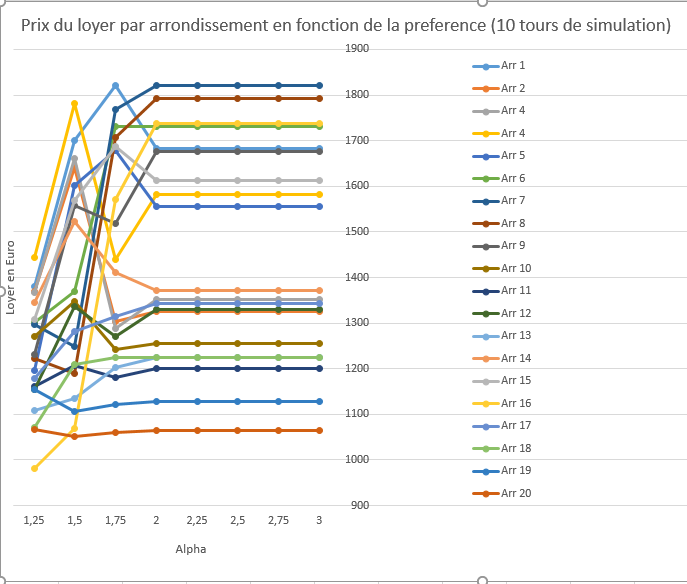 Prix du loyer par arrondissement en fonction de la preference (10 tours de simulation)
1900
1800
1700
1600
1500
1400
1300
1200
1100
1000
900
Loyer en Euro
1,25 1,5 1,75 2 2,25 2,5 2,75 3
Alpha
Arr 1
Arr 2
Arr 4
Arr 4
Arr 5
Arr 6
Arr 7
Arr 8
Arr 9
Arr 10
Arr 11
Arr 12
Arr 13
Arr 14
Arr 15
Arr 16
Arr 17
Arr 18
Arr 19
Arr 20